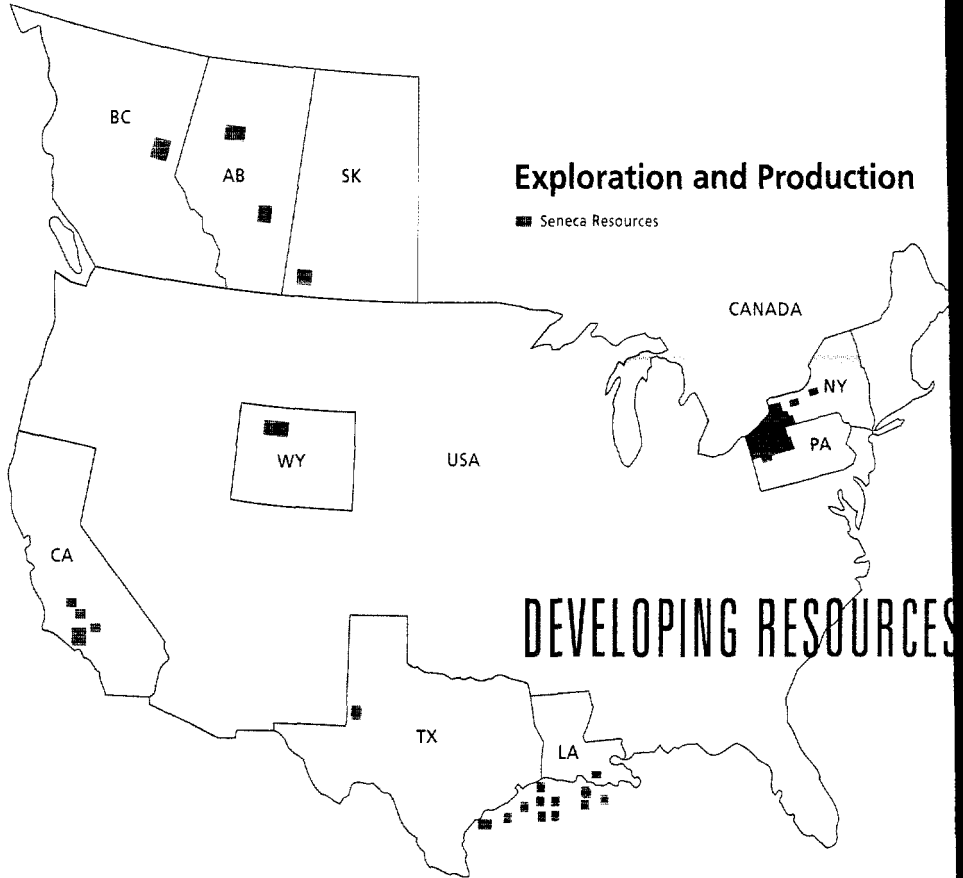 BC
AB
SK
Exploration and Production
Seneca Resources
CANADA
NY
PA
WY
USA
CA
DEVELOPING RESOURCES
TX
LA